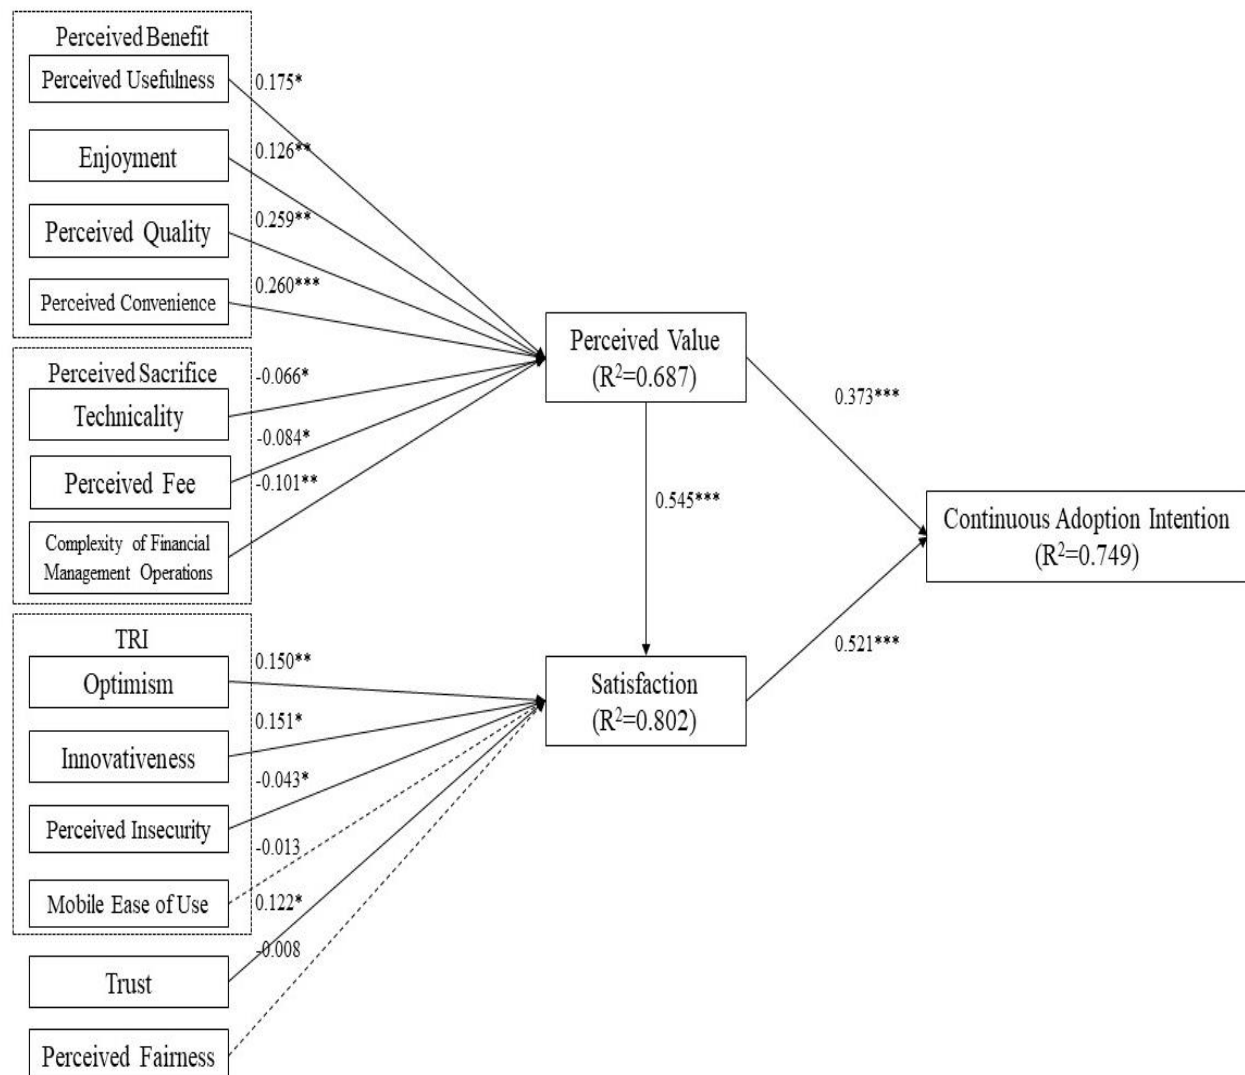 Perceived Benefit
Perceived Usefulness
0.175*
Enjoyment
0.126**
Perceived Quality
0.259**
Perceived Convenience
0.260***
Perceived Sacrifice
Technicality
-0.066*
Perceived Fee
-0.084*
Complexity of Financial
Management Operations
-0.101**
TRI
Optimism
0.150**
Innovativeness
0.151*
Perceived Insecurity
-0.043*
Mobile Ease of Use
-0.013
Trust
0.122*
Perceived Fairness
-0.008
Perceived Value
(R²=0.687)
0.545***
Satisfaction
(R²=0.802)
0.373***
0.521***
Continuous Adoption Intention
(R²=0.749)